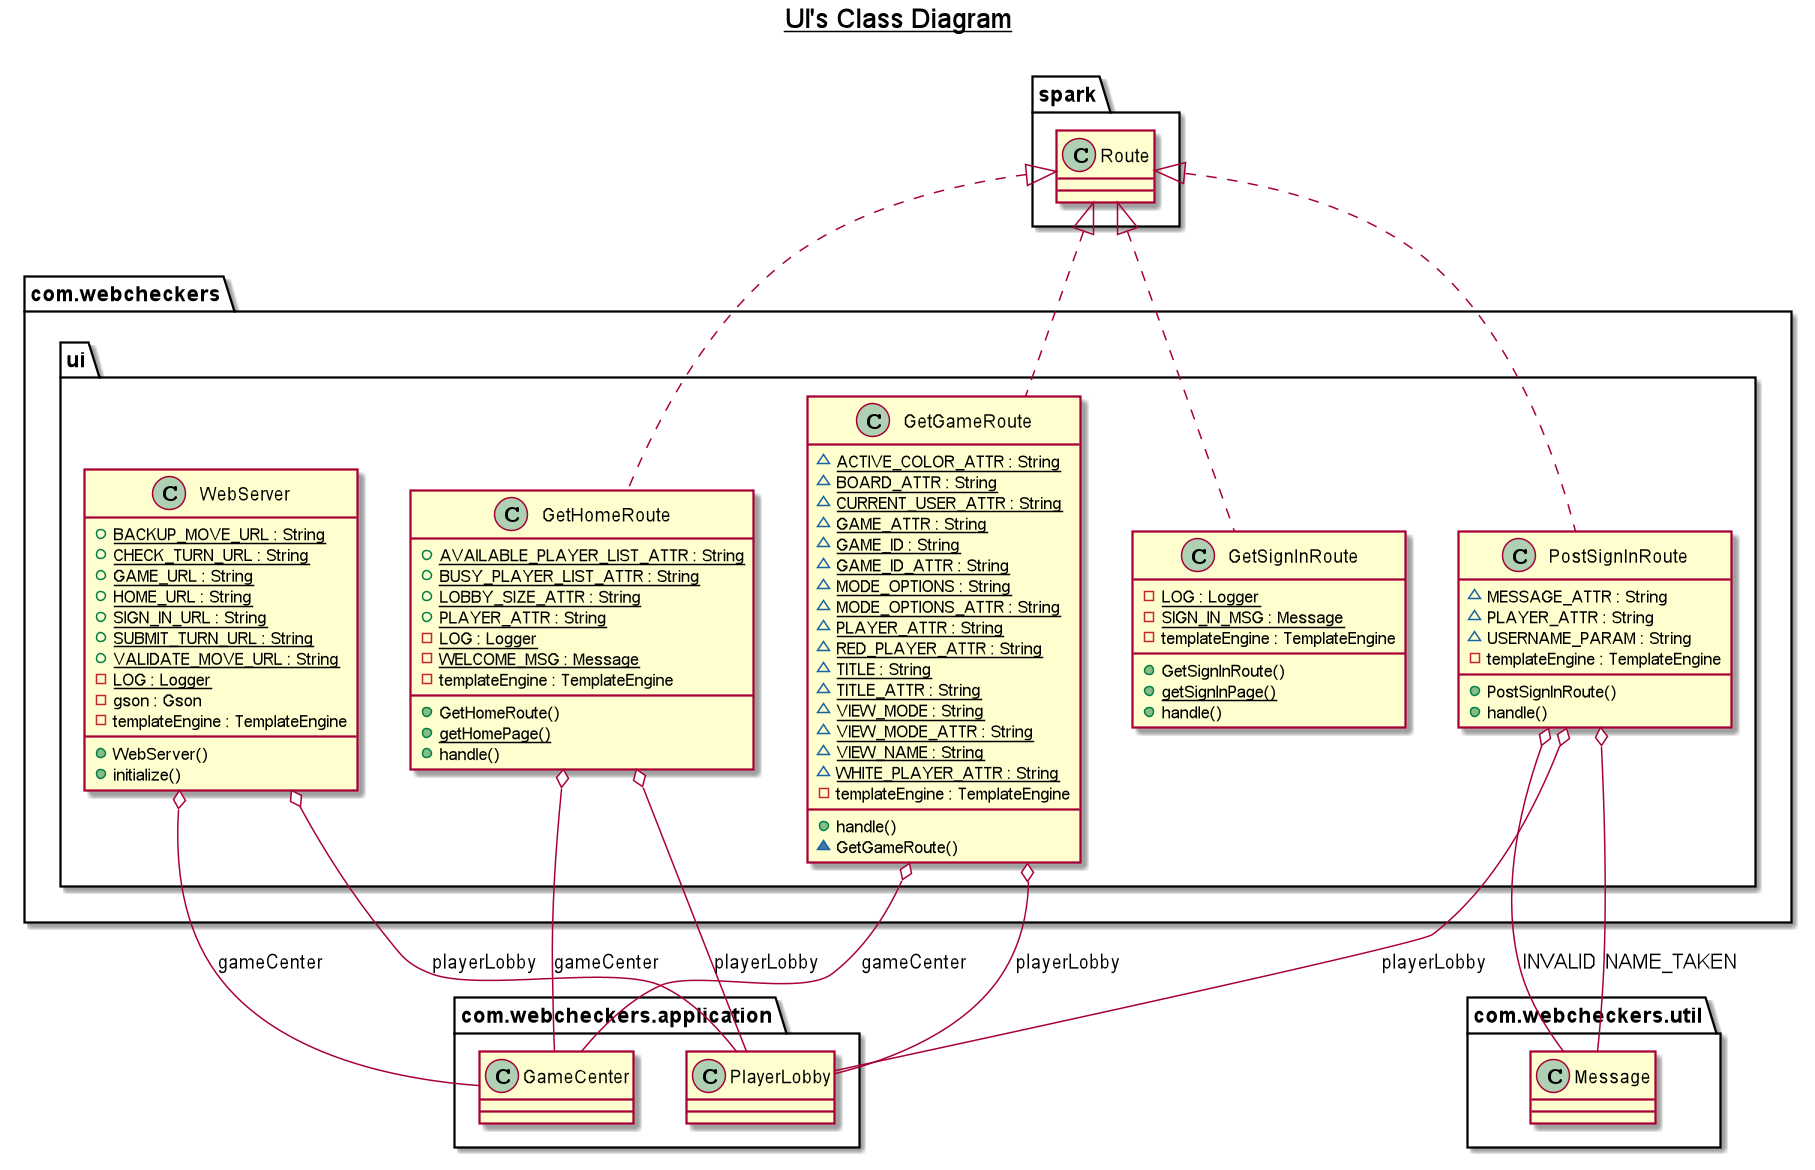 UI's Class Diagram
spark
C Route
com.webcheckers
ui
C WebServer
BACKUP_MOVE_URL : String
CHECK_TURN_URL : String
GAME_URL : String
HOME_URL : String
SIGN_IN_URL : String
SUBMIT_TURN_URL : String
VALIDATE_MOVE_URL : String
LOG : Logger
gson : Gson
templateEngine : TemplateEngine
WebServer()
initialize()
C GetHomeRoute
AVAILABLE_PLAYER_LIST_ATTR : String
BUSY_PLAYER_LIST_ATTR : String
LOBBY_SIZE_ATTR : String
PLAYER_ATTR : String
LOG : Logger
WELCOME_MSG : Message
templateEngine : TemplateEngine
GetHomeRoute()
getHomePage()
handle()
C GetGameRoute
ACTIVE_COLOR_ATTR : String
BOARD_ATTR : String
CURRENT_USER_ATTR : String
GAME_ATTR : String
GAME_ID : String
GAME_ID_ATTR : String
MODE_OPTIONS : String
MODE_OPTIONS_ATTR : String
PLAYER_ATTR : String
RED_PLAYER_ATTR : String
TITLE : String
TITLE_ATTR : String
VIEW_MODE : String
VIEW_MODE_ATTR : String
VIEW_NAME : String
WHITE_PLAYER_ATTR : String
templateEngine : TemplateEngine
handle()
GetGameRoute()
C GetSignInRoute
LOG : Logger
SIGN_IN_MSG : Message
templateEngine : TemplateEngine
GetSignInRoute()
getSignInPage()
handle()
C PostSignInRoute
MESSAGE_ATTR : String
PLAYER_ATTR : String
USERNAME_PARAM : String
templateEngine : TemplateEngine
PostSignInRoute()
handle()
gameCenter
playerLobby
gameCenter
playerLobby
gameCenter
playerLobby
playerLobby
INVALID
NAME_TAKEN
com.webcheckers.application
C GameCenter
C PlayerLobby
com.webcheckers.util
C Message